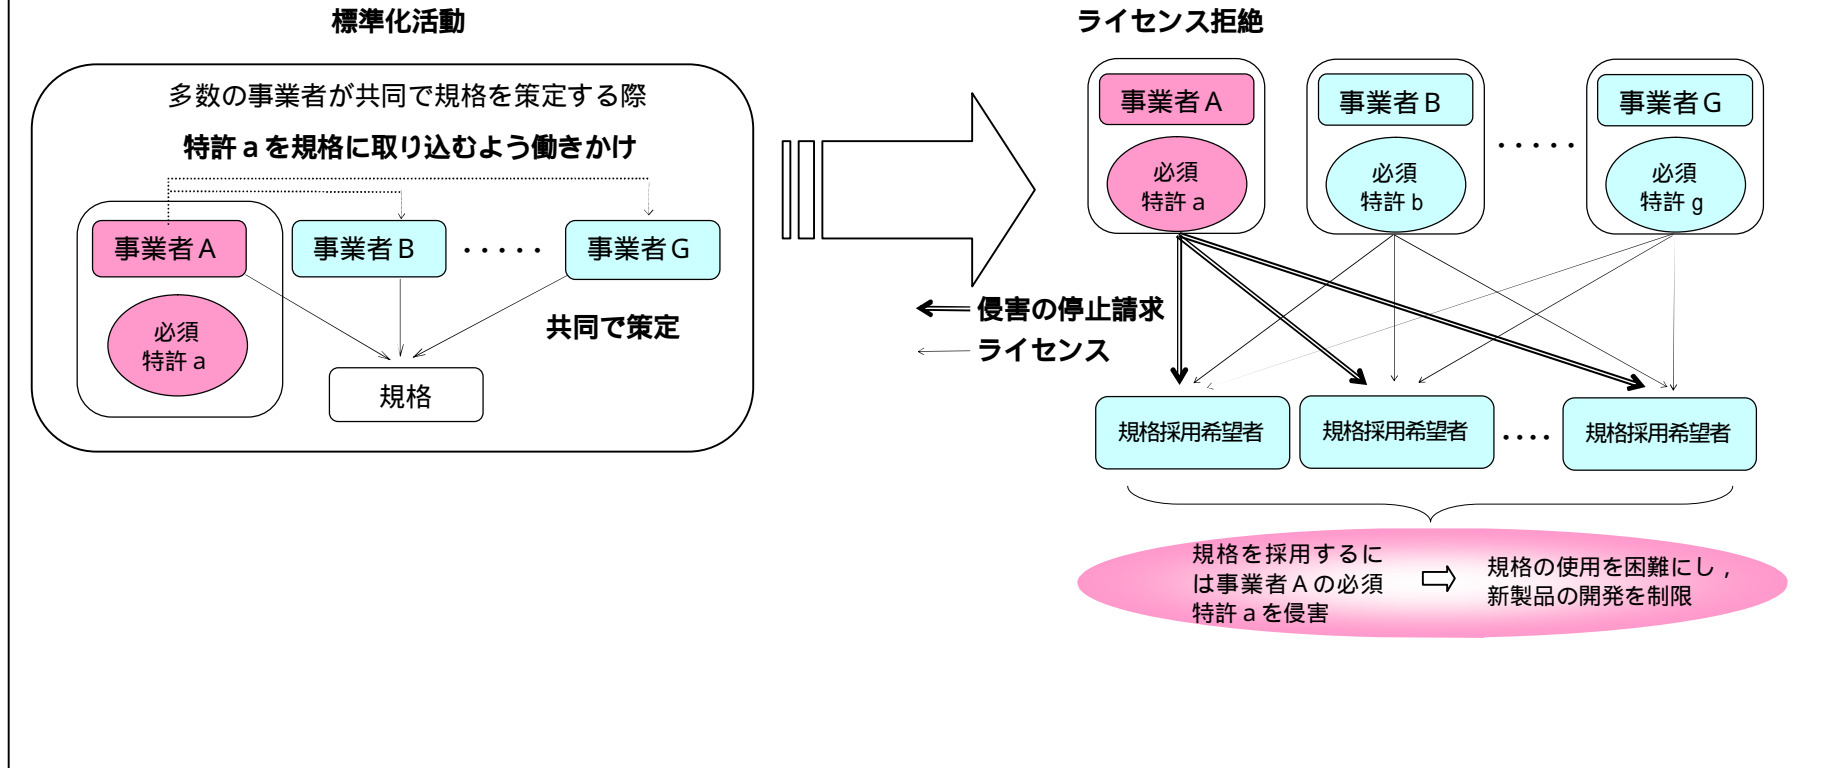 標準化活動
多数の事業者が共同で規格を策定する際
特許ａを規格に取り込むよう働きかけ
事業者Ａ
事業者Ｂ
・・・・・
事業者Ｇ
必須
特許ａ
共同で策定
規格
ライセンス拒絶
事業者Ａ
事業者Ｂ
・・・・・
事業者Ｇ
必須
特許ａ
必須
特許ｂ
必須
特許ｇ
侵害の停止請求
ライセンス
規格採用希望者
規格採用希望者
・・・・
規格採用希望者
規格を採用するに
は事業者Ａの必須
特許ａを侵害
規格の使用を困難にし，
新製品の開発を制限